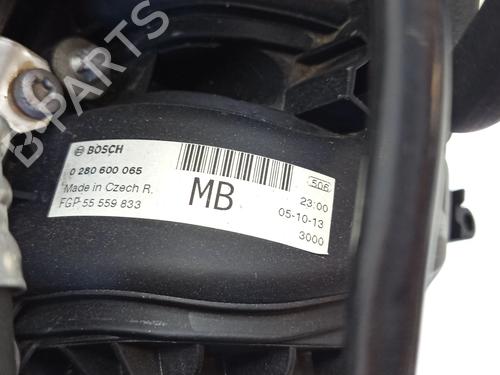 BOSCH
0 280 600 065
Made in Czech R.
FGP 55 559 833
MB
506
23:00
05-10-13
3000
B-PARTS